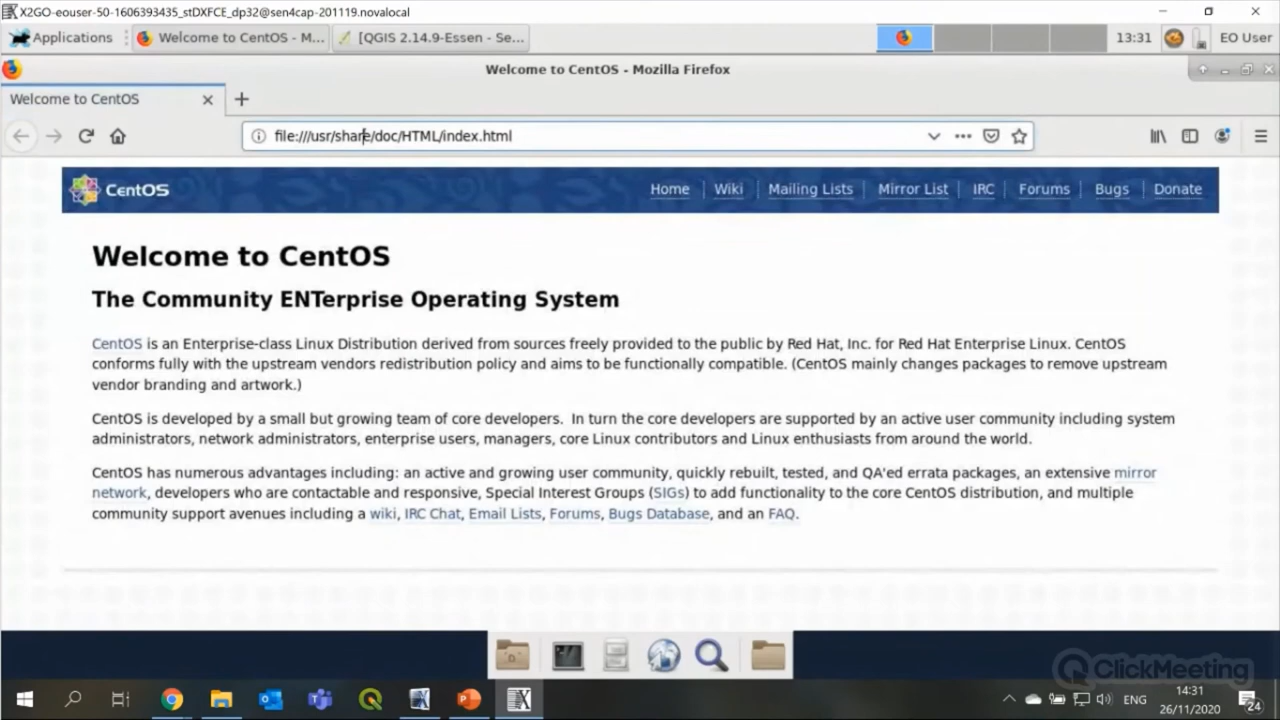 X2GO-eouser-50-1606393435_stDXFCE_dp32@sen4cap-201119.novalocal
Applications
Welcome to CentOS - M...
[QGIS 2.14.9-Essen - Se...
13:31
EO User
Welcome to CentOS - Mozilla Firefox
Welcome to CentOS
file:///usr/share/doc/HTML/index.html
CentOS
Home
Wiki
Mailing Lists
Mirror List
IRC
Forums
Bugs
Donate
Welcome to CentOS
The Community ENTerprise Operating System
CentOS is an Enterprise-class Linux Distribution derived from sources freely provided to the public by Red Hat, Inc. for Red Hat Enterprise Linux. CentOS
conforms fully with the upstream vendors redistribution policy and aims to be functionally compatible. (CentOS mainly changes packages to remove upstream
vendor branding and artwork.)
CentOS is developed by a small but growing team of core developers. In turn the core developers are supported by an active user community including system
administrators, network administrators, enterprise users, managers, core Linux contributors and Linux enthusiasts from around the world.
CentOS has numerous advantages including: an active and growing user community, quickly rebuilt, tested, and QA'ed errata packages, an extensive mirror
network, developers who are contactable and responsive, Special Interest Groups (SIGs) to add functionality to the core CentOS distribution, and multiple
community support avenues including a wiki, IRC Chat, Email Lists, Forums, Bugs Database, and an FAQ.
ClickMeeting
ENG
14:31
26/11/2020
24